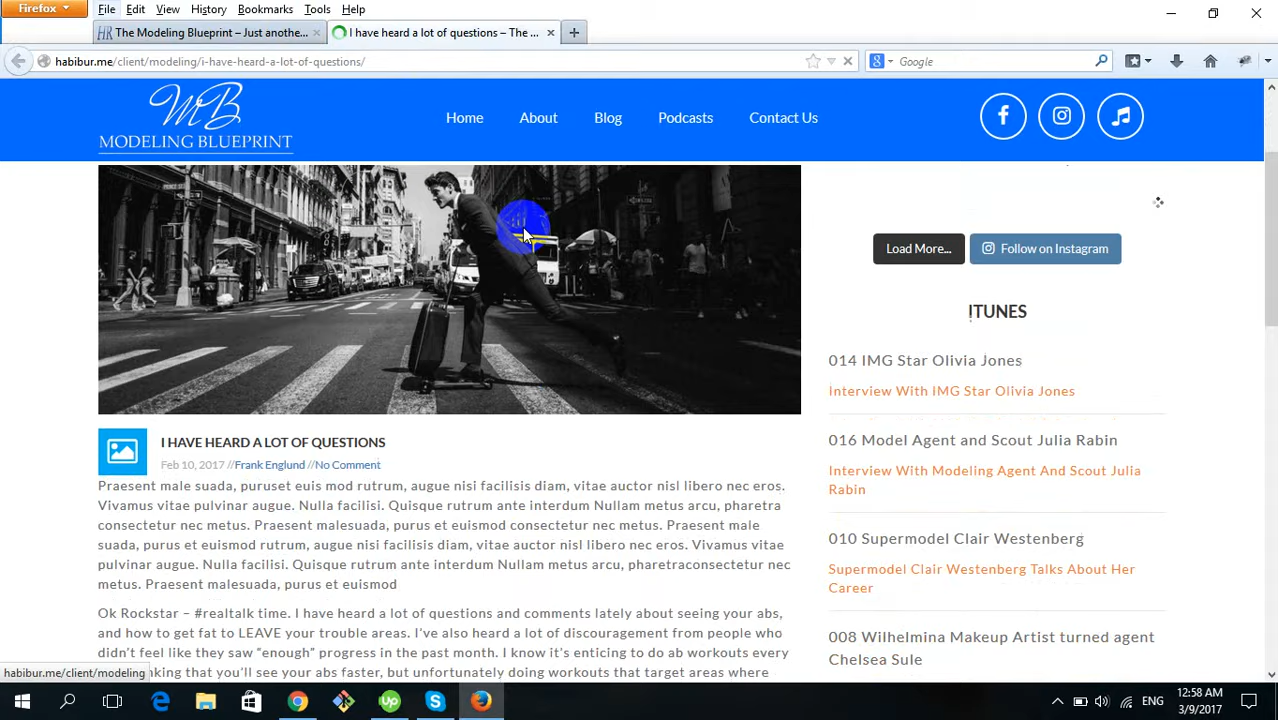 Firefox
File Edit View History Bookmarks Tools Help
The Modeling Blueprint – Just anothe...
I have heard a lot of questions – The ...
habibur.me/client/modeling/i-have-heard-a-lot-of-questions/
Google
MB
MODELING BLUEPRINT
Home About Blog Podcasts Contact Us
Load More... Follow on Instagram
ITUNES
014 IMG Star Olivia Jones
Interview With IMG Star Olivia Jones
016 Model Agent and Scout Julia Rabin
Interview With Modeling Agent And Scout Julia
Rabin
010 Supermodel Clair Westenberg
Supermodel Clair Westenberg Talks About Her
Career
008 Wilhelmina Makeup Artist turned agent
Chelsea Sule
I HAVE HEARD A LOT OF QUESTIONS
Feb 10, 2017 //Frank Englund //No Comment
Praesent male suada, puruset euis mod rutrum, augue nisi facilisis diam, vitae auctor nisl libero nec eros.
Vivamus vitae pulvinar augue. Nulla facilisi. Quisque rutrum ante interdum Nullam metus arcu, pharetra
consectetur nec metus. Praesent malesuada, purus et euismod consectetur nec metus. Praesent male
suada, purus et euismod rutrum, augue nisi facilisis diam, vitae auctor nisl libero nec eros. Vivamus vitae
pulvinar augue. Nulla facilisi. Quisque rutrum ante interdum Nullam metus arcu, pharetraconsectetur nec
metus. Praesent malesuada, purus et euismod
Ok Rockstar – #realtalk time. I have heard a lot of questions and comments lately about seeing your abs,
and how to get fat to LEAVE your trouble areas. I've also heard a lot of discouragement from people who
didn't feel like they saw "enough" progress in the past month. I know it's enticing to do ab workouts every
king that you'll see your abs faster, but unfortunately doing workouts that target areas where
habibur.me/client/modeling
Up
ENG
12:58 AM
3/9/2017